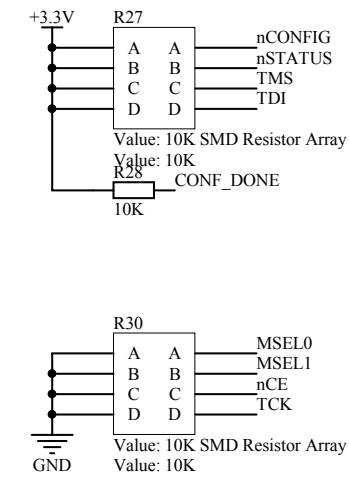 +3.3V R27
A A nCONFIG
B B nSTATUS
C C TMS
D D TDI
Value: 10K SMD Resistor Array
Value: 10K
R28 CONF_DONE
10K
R30
A A MSEL0
B B MSEL1
C C nCE
D D TCK
Value: 10K SMD Resistor Array
GND Value: 10K